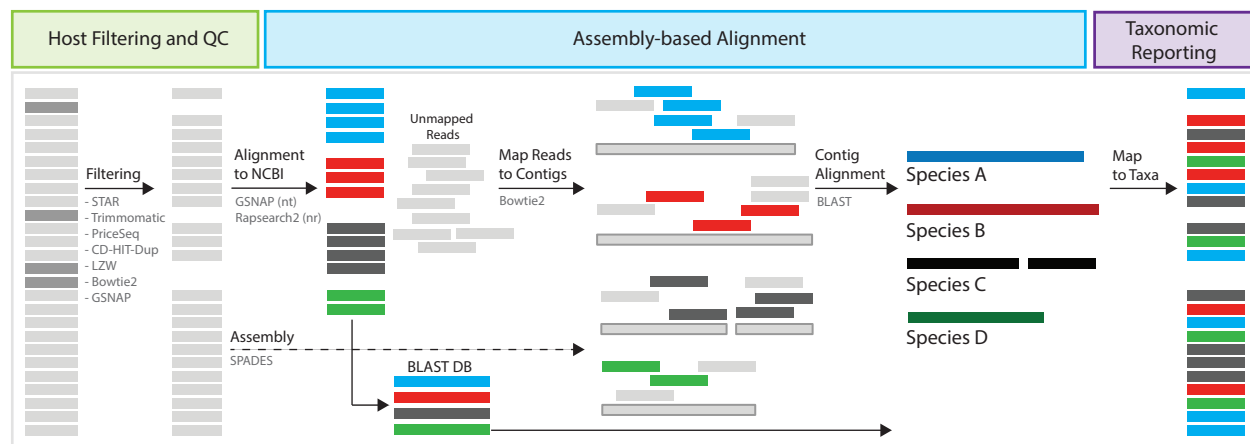 Host Filtering and QC
Assembly-based Alignment
Taxonomic
Reporting
Filtering
- STAR
- Trimmomatic
- PriceSeq
- CD-HIT-Dup
- LZW
- Bowtie2
- GSNAP
Alignment
to NCBI
GSNAP (nt)
Rapsearch2 (nr)
Unmapped
Reads
Map Reads
to Contigs
Bowtie2
Contig
Alignment
BLAST
Species A
Species B
Species C
Species D
Map
to Taxa
Assembly
SPADES
BLAST DB